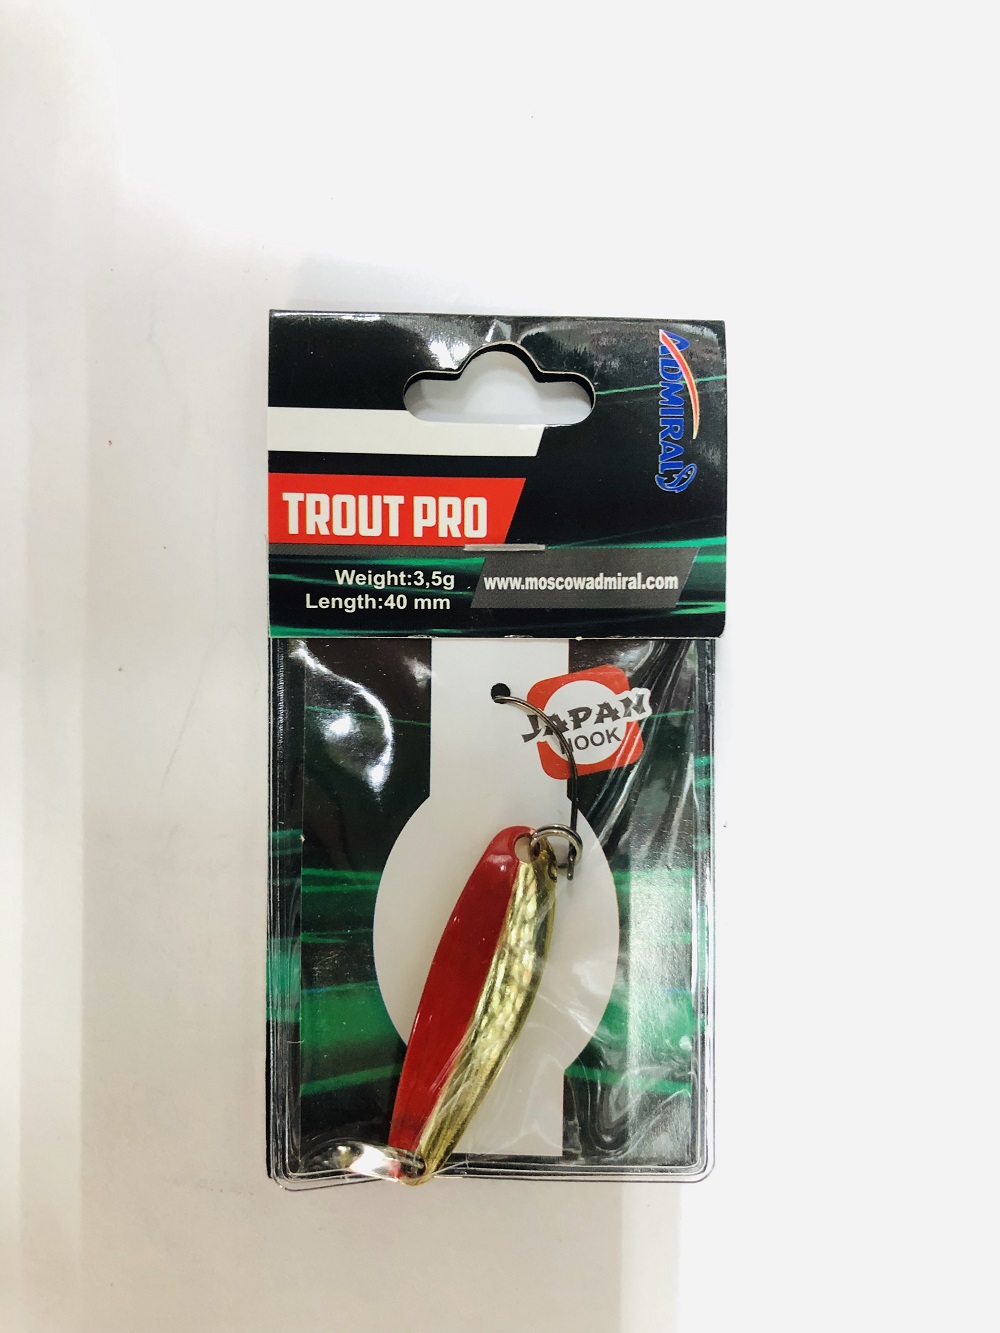 ADMIRAL
TROUT PRO
Weight:3,5g
Length:40 mm
www.moscowadmiral.com
JAPAN
HOOK